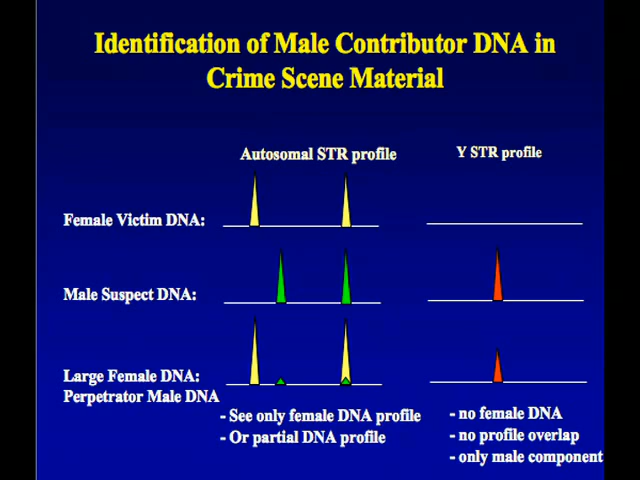 Identification of Male Contributor DNA in
Crime Scene Material
Autosomal STR profile
Y STR profile
Female Victim DNA:
Male Suspect DNA:
Large Female DNA:
Perpetrator Male DNA
- See only female DNA profile
- Or partial DNA profile
- no female DNA
- no profile overlap
- only male component